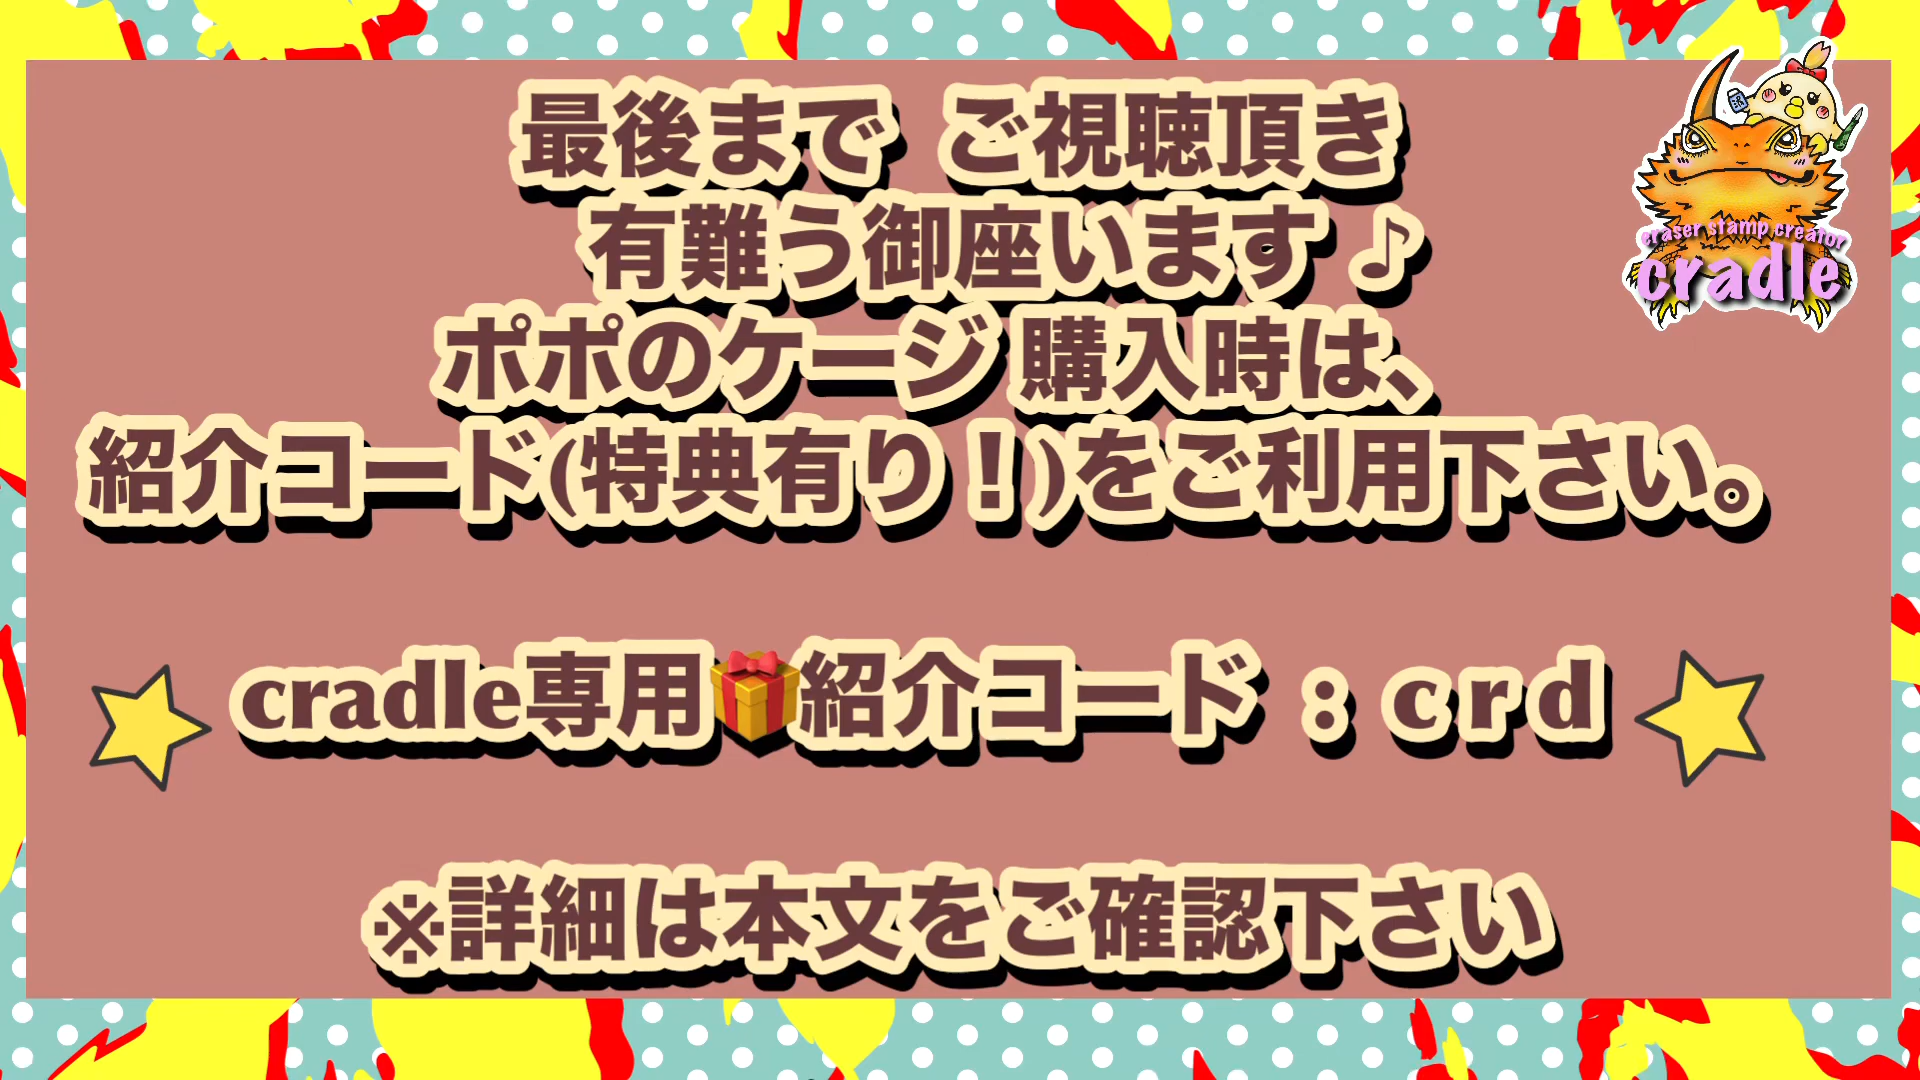 最後まで ご視聴頂き
有難う御座います♪
ポポのケージ 購入時は、
紹介コード(特典有り！)をご利用下さい。
cradle専用🎁紹介コード : crd
※詳細は本文をご確認下さい
eraser stamp creator
cradle